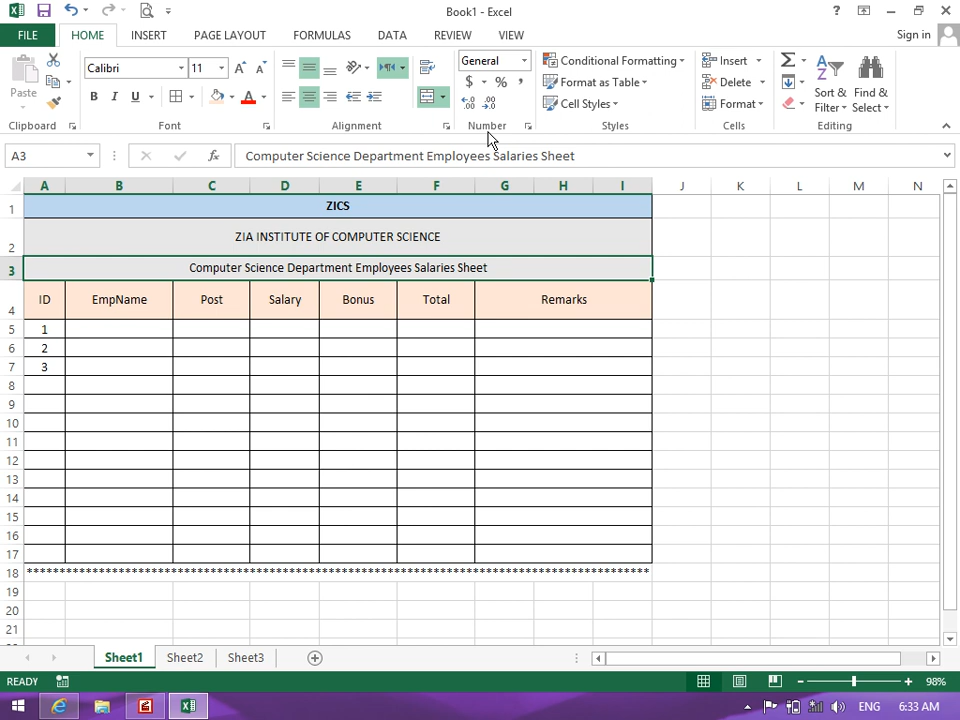 Book1 - Excel
Sign in
FILE HOME INSERT PAGE LAYOUT FORMULAS DATA REVIEW VIEW
Paste
Calibri 11
B I U
General
$ % ,
Conditional Formatting
Format as Table
Cell Styles
Insert
Delete
Format
Sort & Filter
Find & Select
Clipboard Font Alignment Number Styles Cells Editing
A3 fx Computer Science Department Employees Salaries Sheet
A B C D E F G H I J K L M N
1 ZICS
2 ZIA INSTITUTE OF COMPUTER SCIENCE
3 Computer Science Department Employees Salaries Sheet
4 ID EmpName Post Salary Bonus Total Remarks
5 1
6 2
7 3
8
9
10
11
12
13
14
15
16
17
18 ****************************************************************************************************
19
20
21
Sheet1 Sheet2 Sheet3
READY 98%
ENG 6:33 AM